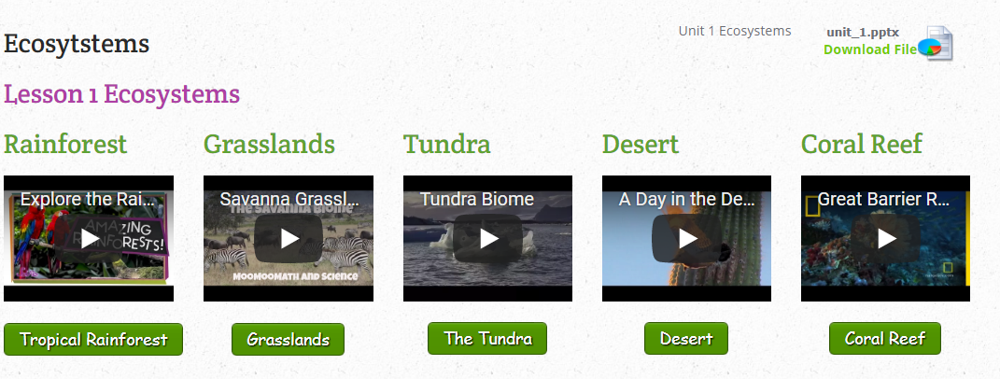 Ecosytstems
Unit 1 Ecosystems
unit_1.pptx
Download File
Lesson 1 Ecosystems
Rainforest
Grasslands
Tundra
Desert
Coral Reef
Explore the Rai...
AMAZING
RAINFORESTS!
Savanna Grassl...
The Savanna Biome
MooMooMath and Science
Tundra Biome
A Day in the De...
Great Barrier R...
Tropical Rainforest
Grasslands
The Tundra
Desert
Coral Reef